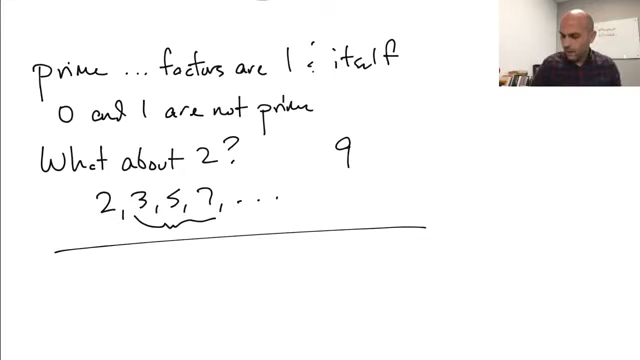 prime ... factors are 1 & itself
0 and 1 are not prime
What about 2? 9
2, 3, 5, 7, ...